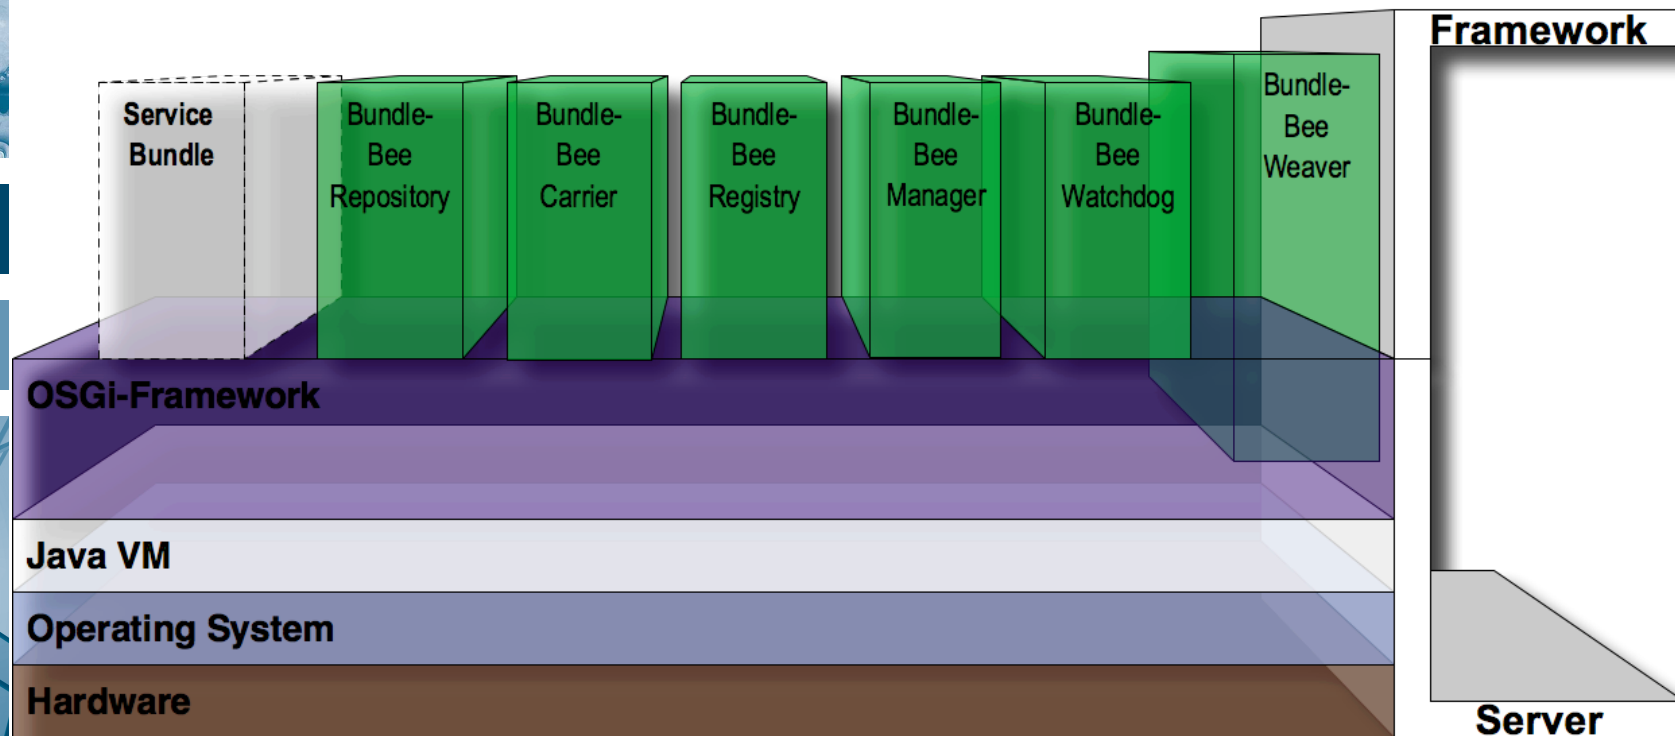 Framework
Service
Bundle
Bundle-
Bee
Repository
Bundle-
Bee
Carrier
Bundle-
Bee
Registry
Bundle-
Bee
Manager
Bundle-
Bee
Watchdog
Bundle-
Bee
Weaver
OSGi-Framework
Java VM
Operating System
Hardware
Server